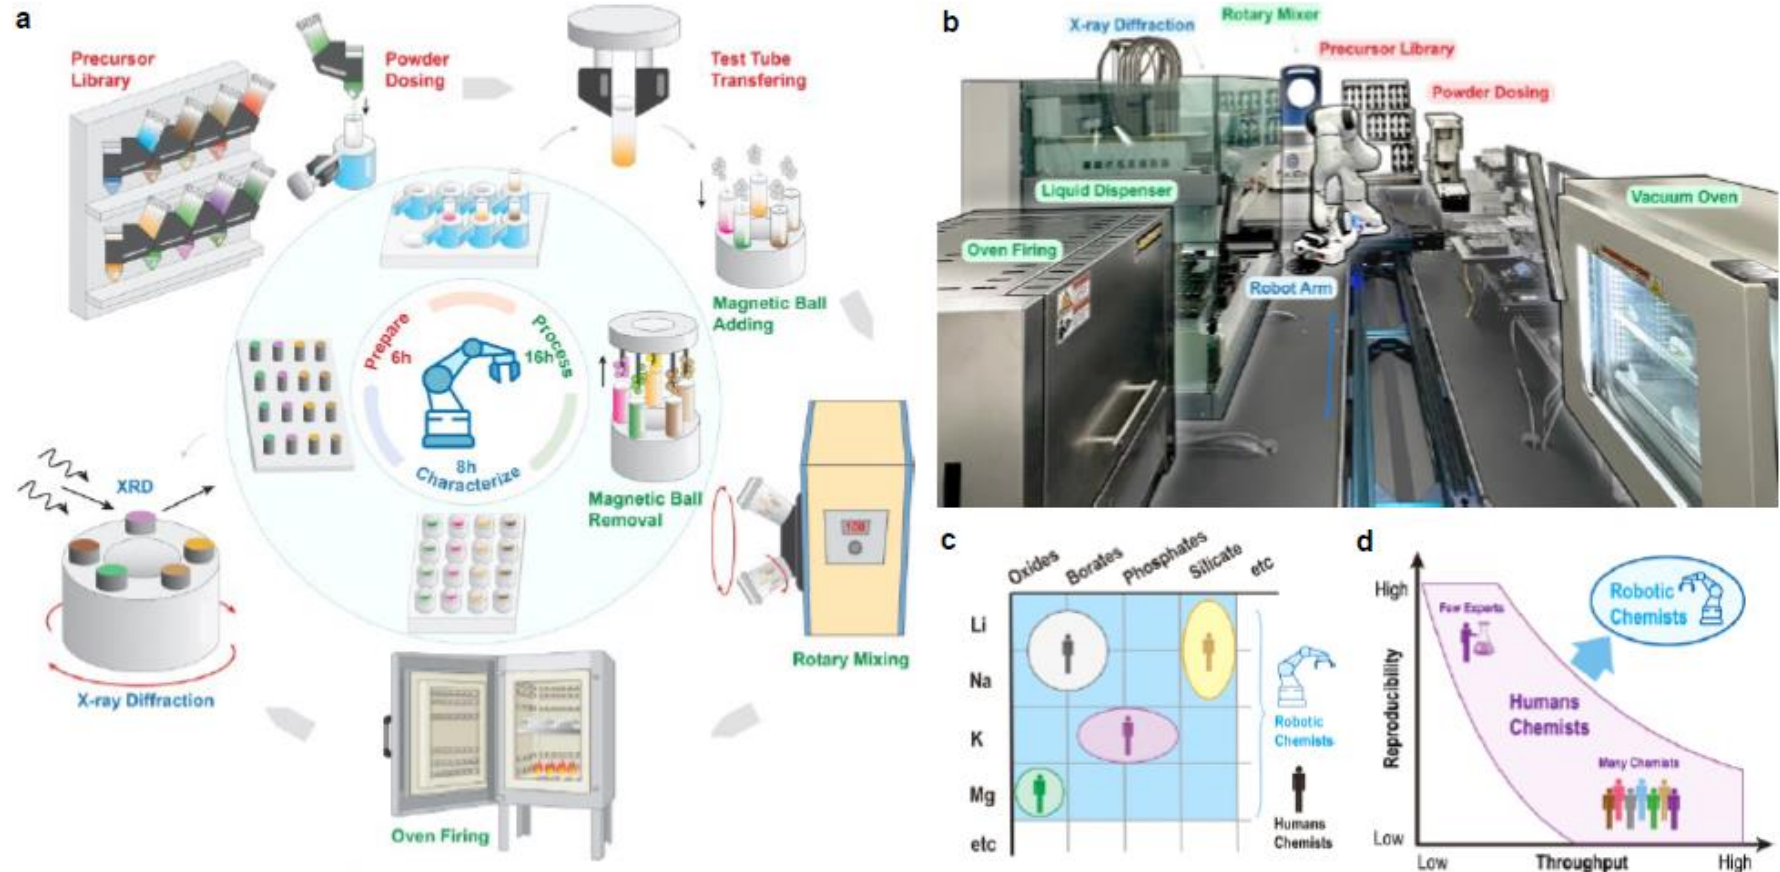 a
Precursor
Library
Powder
Dosing
Test Tube
Transfering
Magnetic Ball
Adding
Prepare
6h
Process
16h
8h
Characterize
Magnetic Ball
Removal
XRD
X-ray Diffraction
108
Rotary Mixing
Oven Firing
b
X-ray Diffraction
Rotary Mixer
Precursor Library
Powder Dosing
Liquid Dispenser
Vacuum Oven
Oven Firing
Robot Arm
c
Oxides
Borates
Phosphates
Silicate
etc
Li
Na
K
Mg
etc
Robotic
Chemists
Humans
Chemists
d
High
Reproducibility
Low
Few Experts
Robotic
Chemists
Humans
Chemists
Many Chemists
Low
Throughput
High